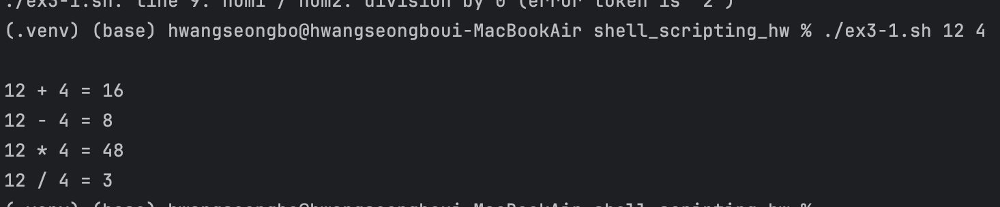 ./ex3-1.sh: line 9: num1 / num2: division by 0 (error token is "2")
(.venv) (base) hwangseongbo@hwangseongboui-MacBookAir shell_scripting_hw % ./ex3-1.sh 12 4
12 + 4 = 16
12 - 4 = 8
12 * 4 = 48
12 / 4 = 3
(.venv) (base) hwangseongbo@hwangseongboui-MacBookAir shell_scripting_hw %